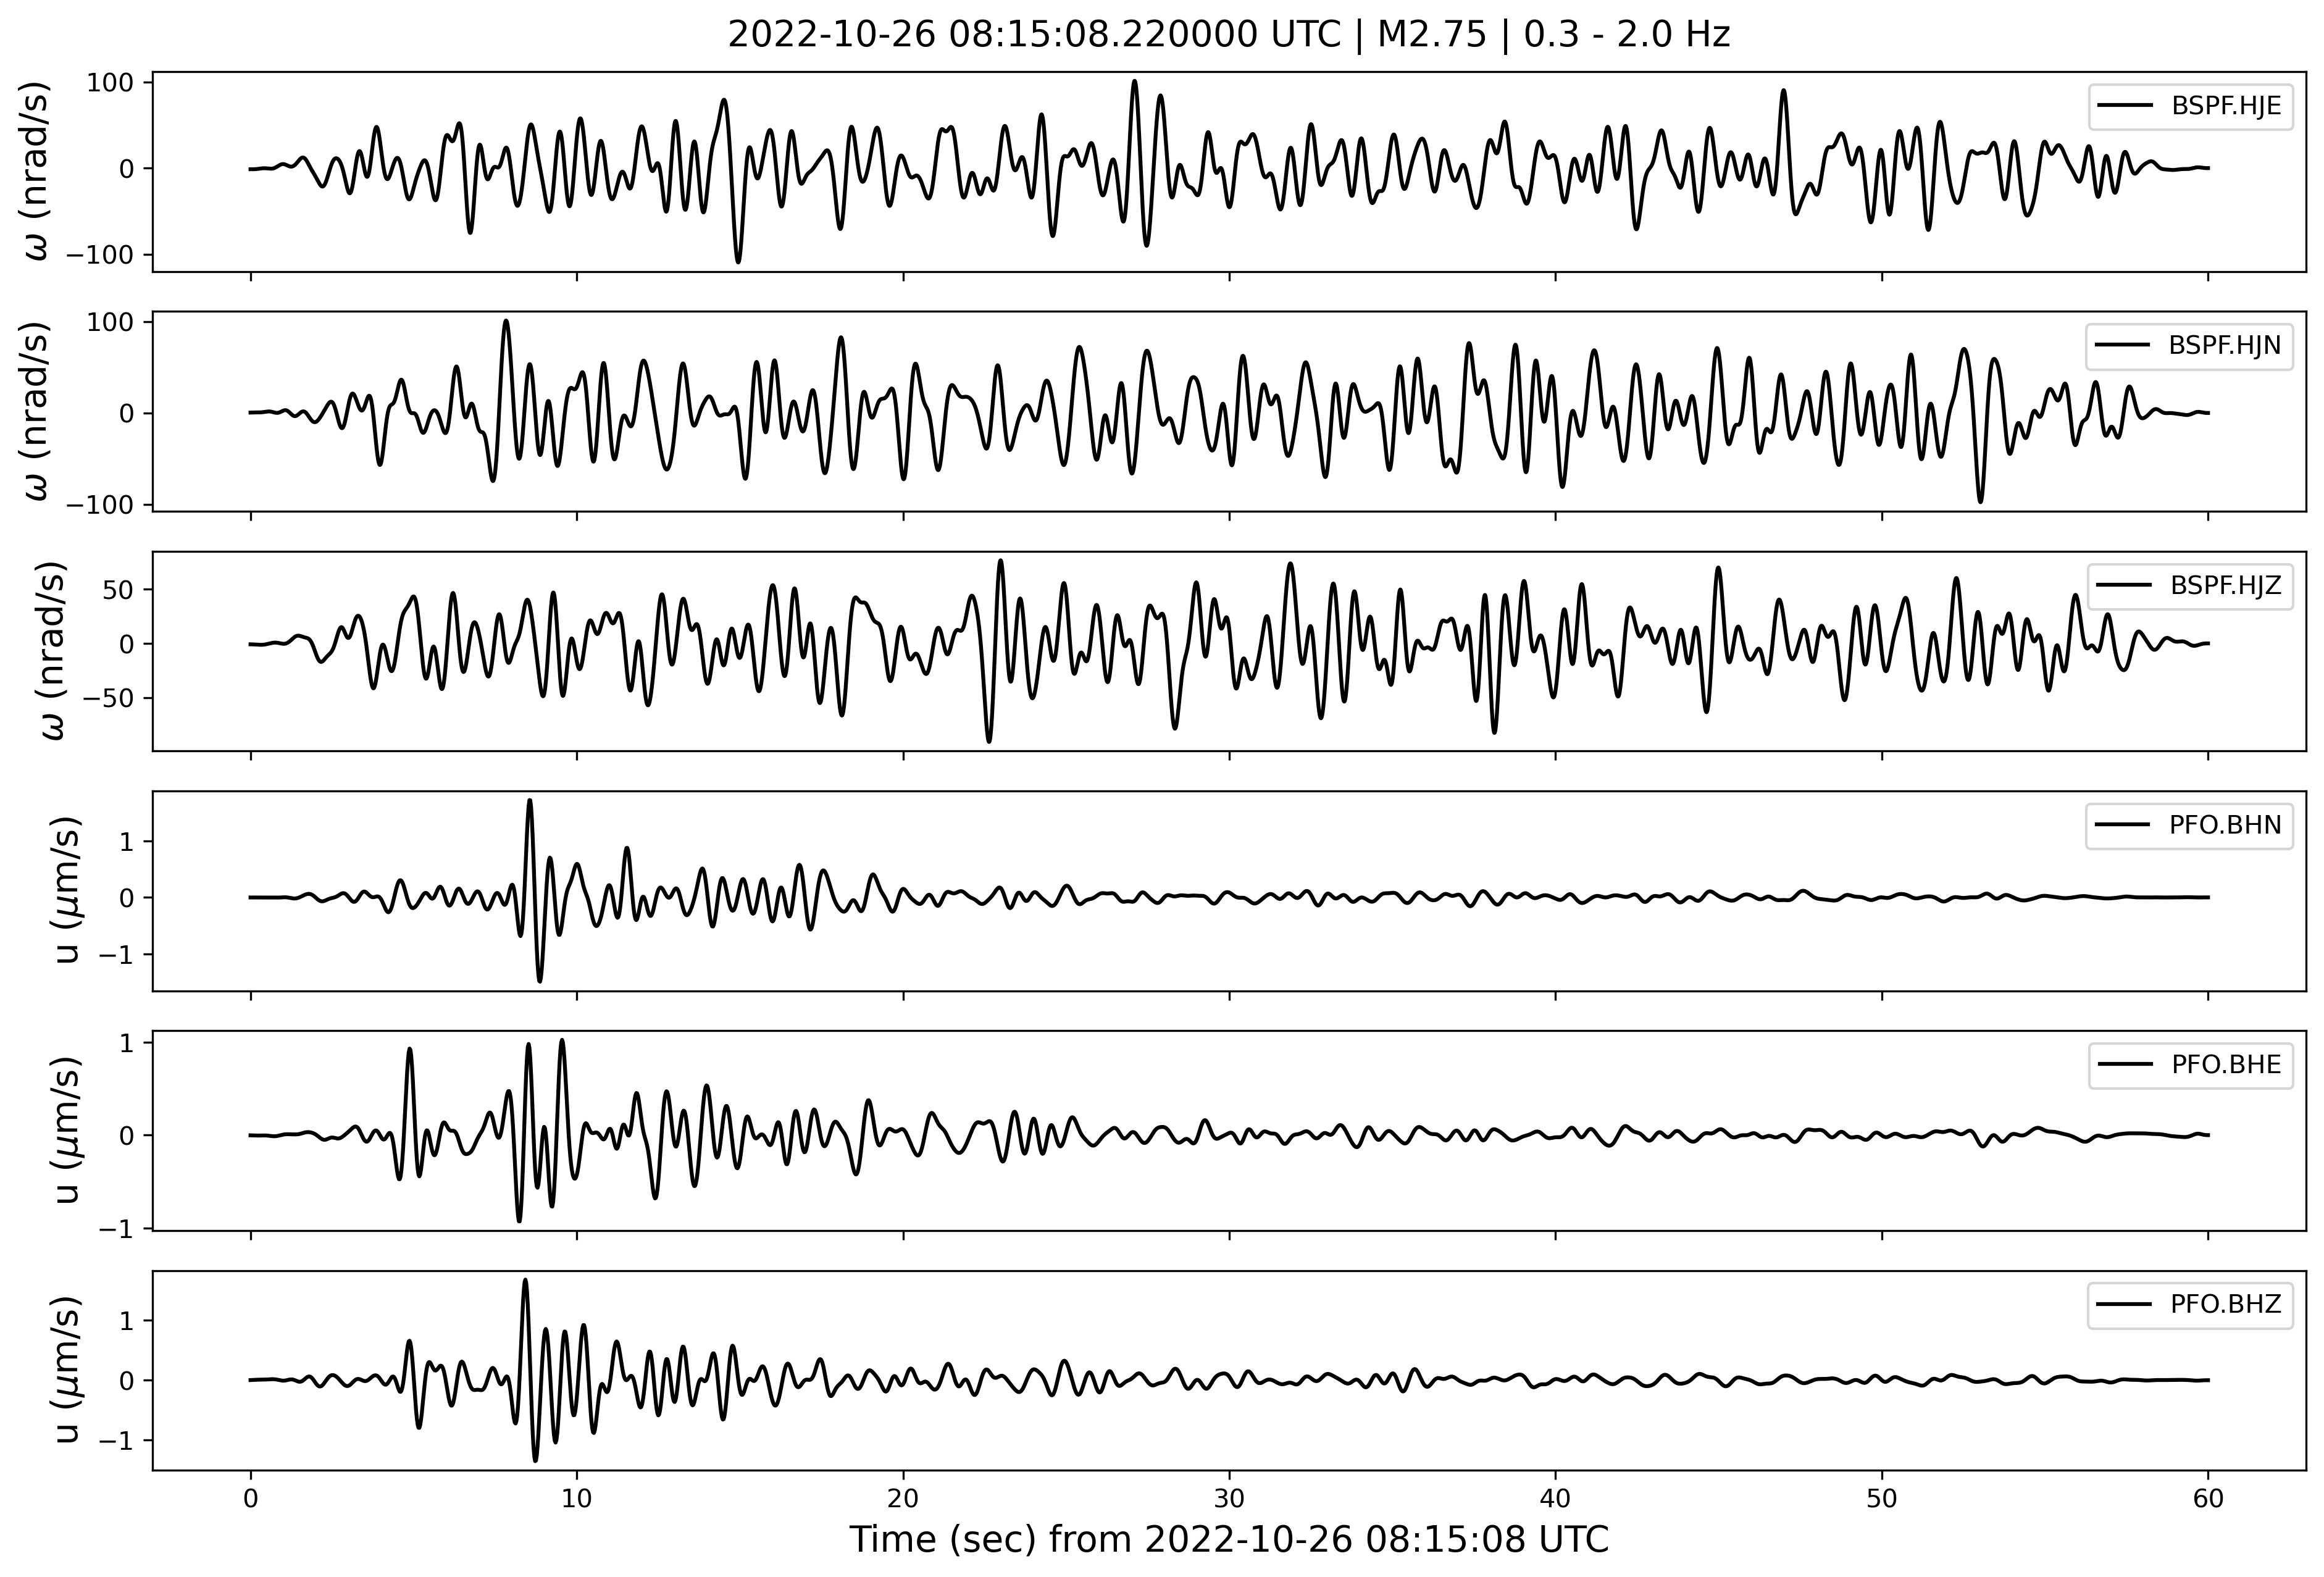 2022-10-26 08:15:08.220000 UTC | M2.75 | 0.3 - 2.0 Hz
ω (nrad/s)
100
0
−100
BSPF.HJE
ω (nrad/s)
100
0
−100
BSPF.HJN
ω (nrad/s)
50
0
−50
BSPF.HJZ
u (μm/s)
1
0
−1
PFO.BHN
u (μm/s)
1
0
−1
PFO.BHE
u (μm/s)
1
0
−1
PFO.BHZ
0 10 20 30 40 50 60
Time (sec) from 2022-10-26 08:15:08 UTC